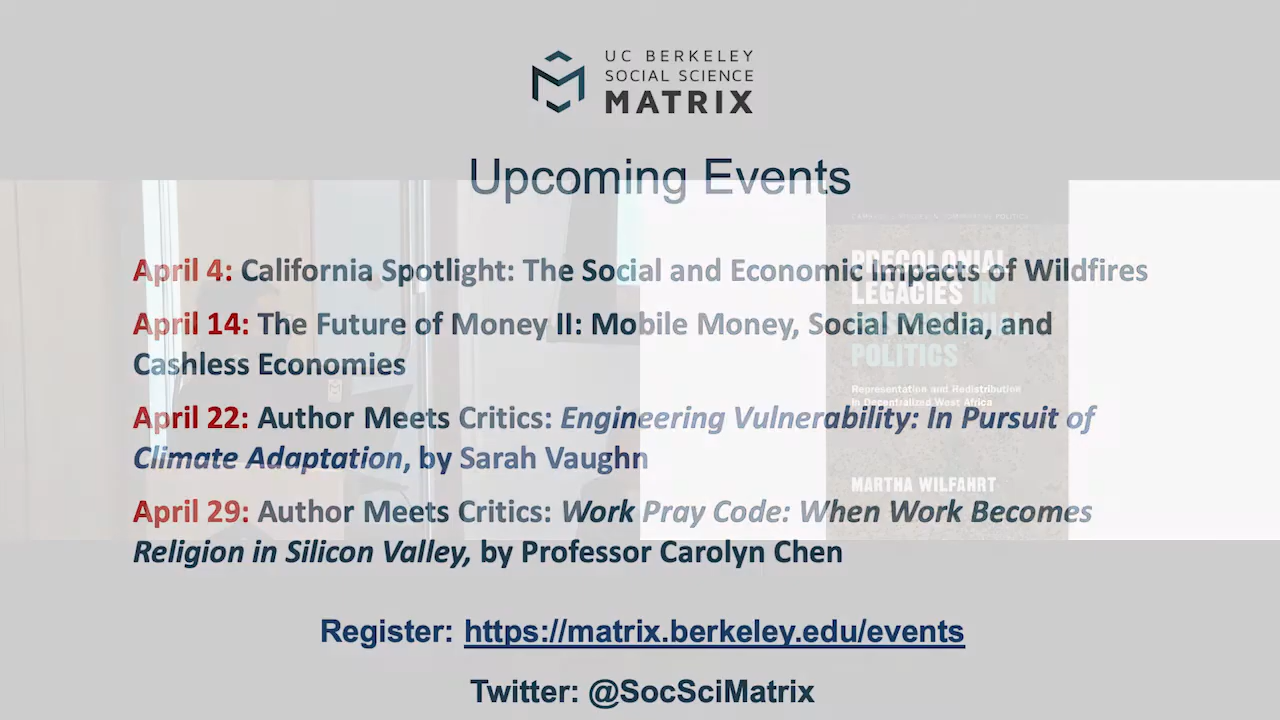 UC BERKELEY
SOCIAL SCIENCE
MATRIX
Upcoming Events
April 4: California Spotlight: The Social and Economic Impacts of Wildfires
April 14: The Future of Money II: Mobile Money, Social Media, and
Cashless Economies
April 22: Author Meets Critics: Engineering Vulnerability: In Pursuit of
Climate Adaptation, by Sarah Vaughn
April 29: Author Meets Critics: Work Pray Code: When Work Becomes
Religion in Silicon Valley, by Professor Carolyn Chen
Register: https://matrix.berkeley.edu/events
Twitter: @SocSciMatrix
PRECOLONIAL
LEGACIES IN
POSTCOLONIAL
POLITICS
Representation and Redistribution
in Decentralized West Africa
MARTHA WILFAHRT